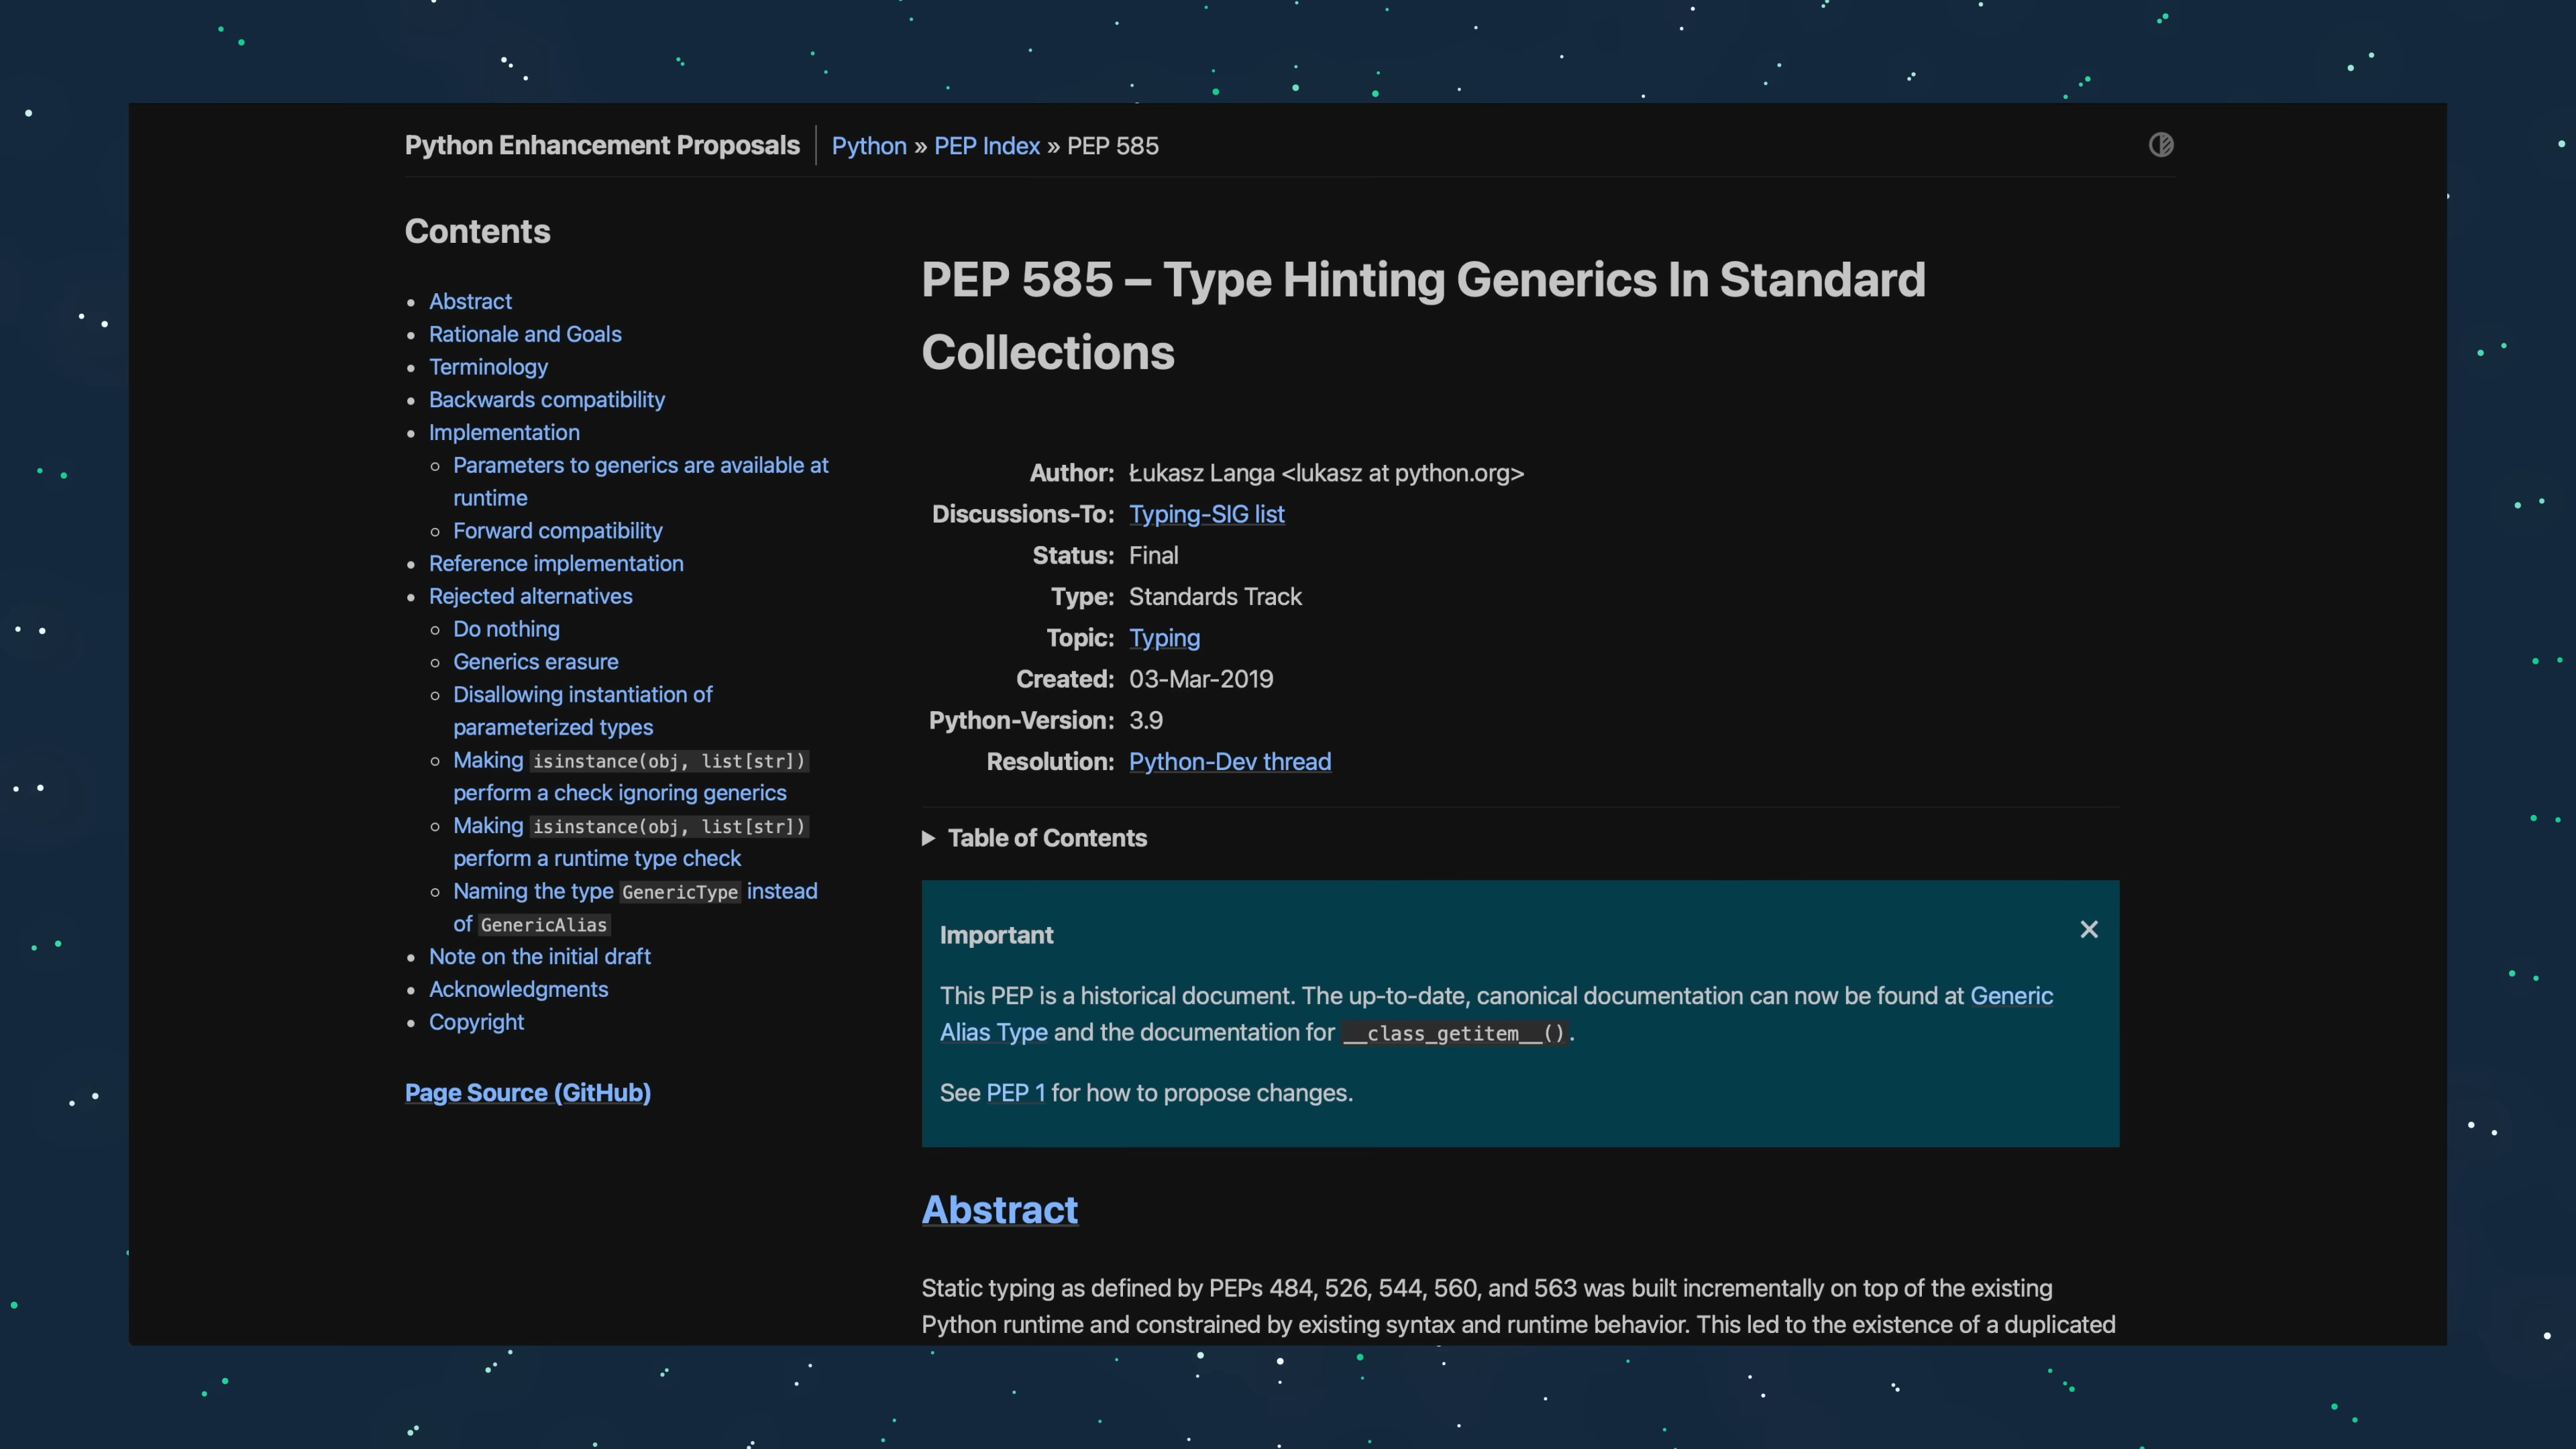 Python Enhancement Proposals
Python » PEP Index » PEP 585
Contents
Abstract
Rationale and Goals
Terminology
Backwards compatibility
Implementation
Parameters to generics are available at
runtime
Forward compatibility
Reference implementation
Rejected alternatives
Do nothing
Generics erasure
Disallowing instantiation of
parameterized types
Making isinstance(obj, list[str])
perform a check ignoring generics
Making isinstance(obj, list[str])
perform a runtime type check
Naming the type GenericType instead
of GenericAlias
Note on the initial draft
Acknowledgments
Copyright
Page Source (GitHub)
PEP 585 – Type Hinting Generics In Standard
Collections
Author: Łukasz Langa <lukasz at python.org>
Discussions-To: Typing-SIG list
Status: Final
Type: Standards Track
Topic: Typing
Created: 03-Mar-2019
Python-Version: 3.9
Resolution: Python-Dev thread
Table of Contents
Important
This PEP is a historical document. The up-to-date, canonical documentation can now be found at Generic
Alias Type and the documentation for __class_getitem__().
See PEP 1 for how to propose changes.
Abstract
Static typing as defined by PEPs 484, 526, 544, 560, and 563 was built incrementally on top of the existing
Python runtime and constrained by existing syntax and runtime behavior. This led to the existence of a duplicated